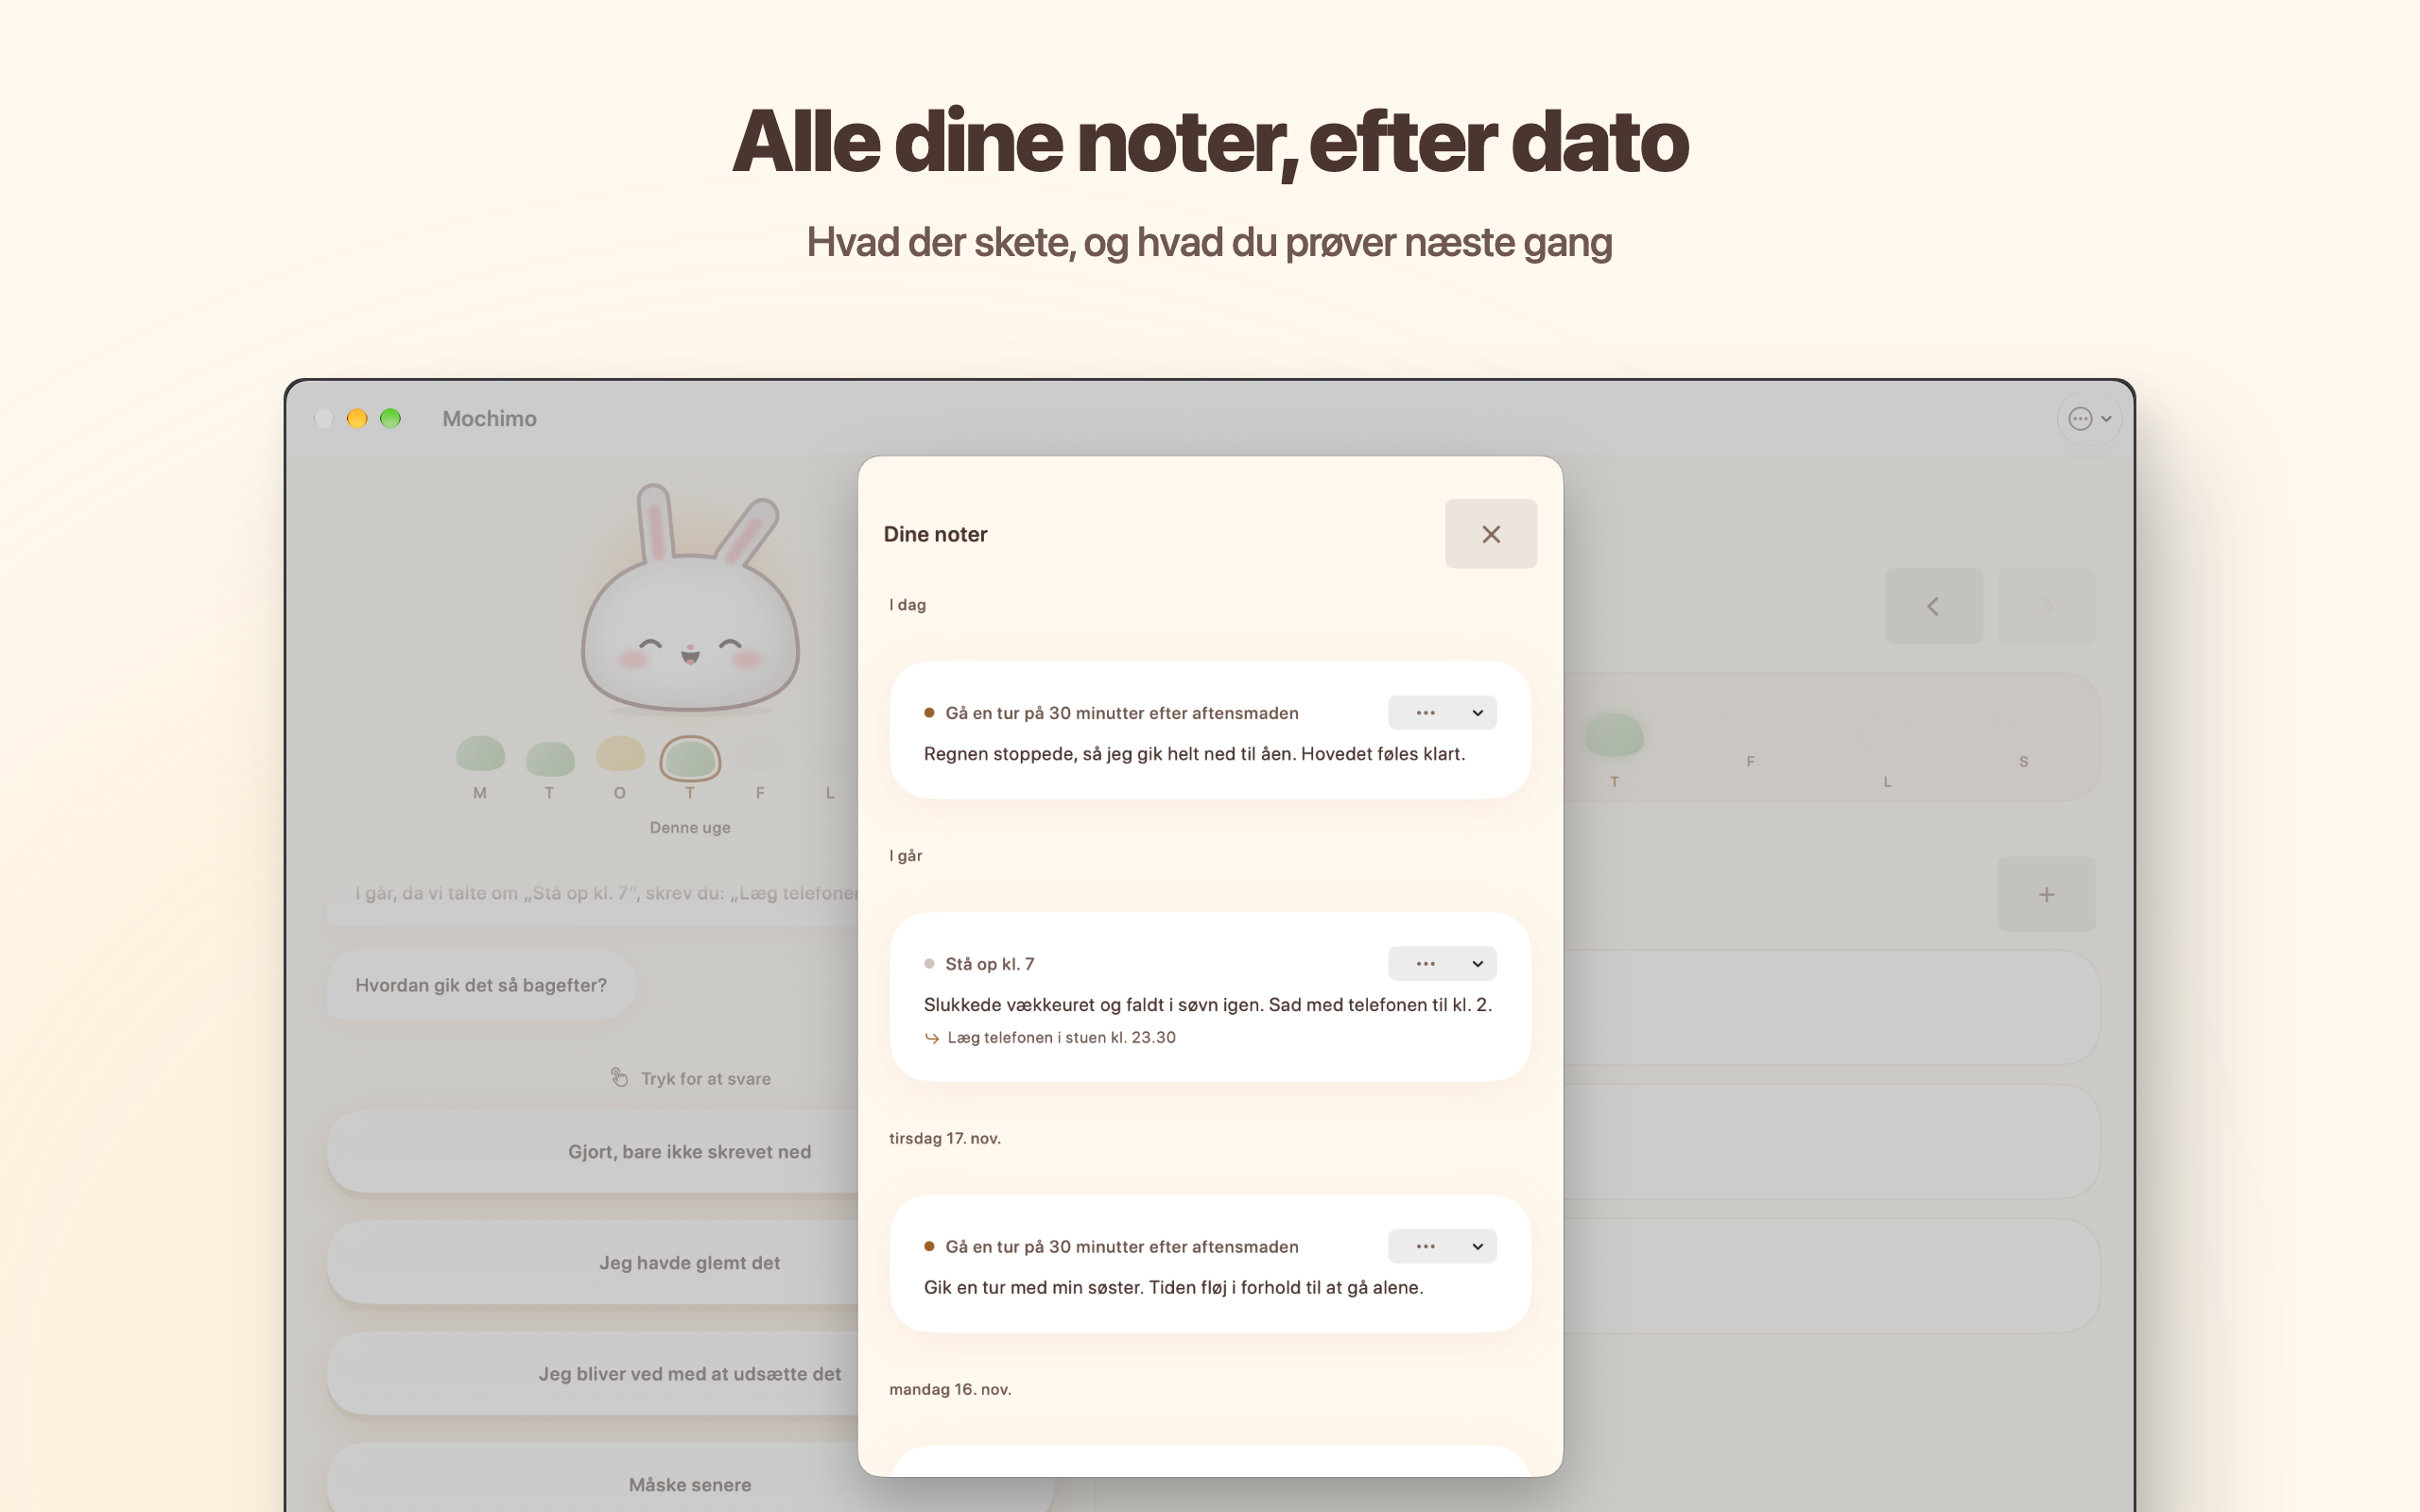 Alle dine noter, efter dato
Hvad der skete, og hvad du prøver næste gang
Mochimo
M T O T F L
Denne uge
I går, da vi talte om „Stå op kl. 7“, skrev du: „Læg telefonen
Hvordan gik det så bagefter?
Tryk for at svare
Gjort, bare ikke skrevet ned
Jeg havde glemt det
Jeg bliver ved med at udsætte det
Måske senere
Dine noter
I dag
Gå en tur på 30 minutter efter aftensmaden
Regnen stoppede, så jeg gik helt ned til åen. Hovedet føles klart.
I går
Stå op kl. 7
Slukkede vækkeuret og faldt i søvn igen. Sad med telefonen til kl. 2.
Læg telefonen i stuen kl. 23.30
tirsdag 17. nov.
Gå en tur på 30 minutter efter aftensmaden
Gik en tur med min søster. Tiden fløj i forhold til at gå alene.
mandag 16. nov.
T F L S